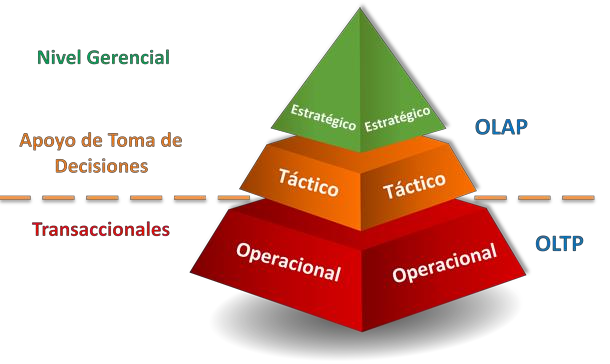 Nivel Gerencial
Estratégico
Estratégico
OLAP
Apoyo de Toma de
Decisiones
Táctico
Táctico
Transaccionales
OLTP
Operacional
Operacional